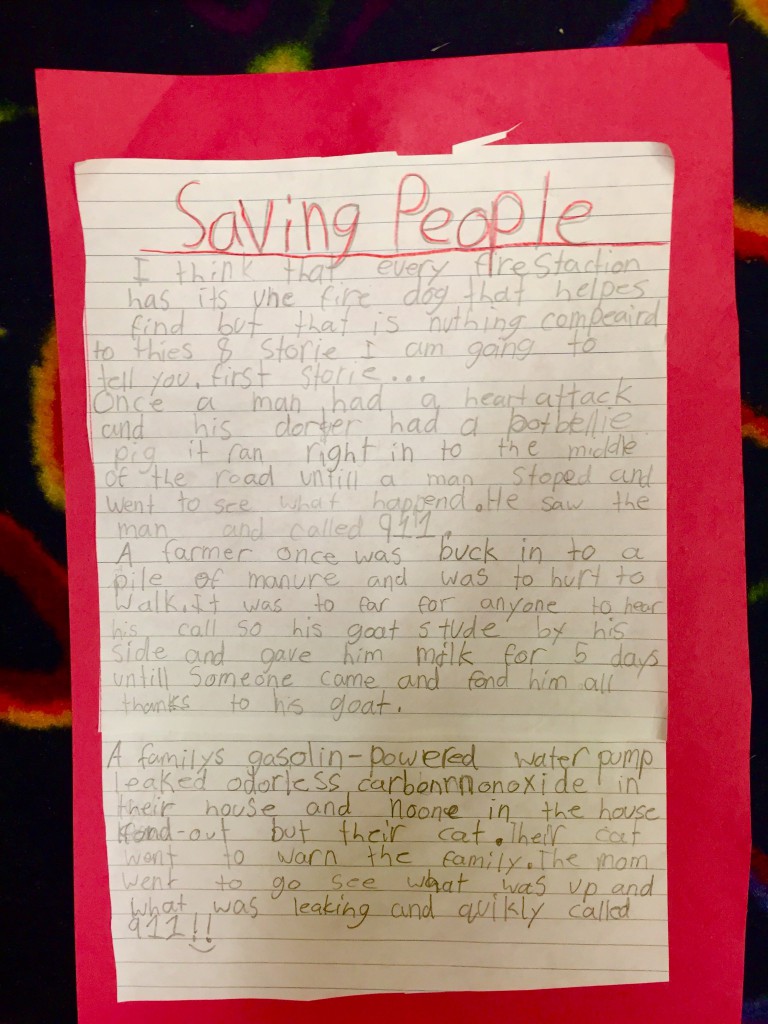 Saving People
I think that every fire Staction
has its one fire dog that helpes
find but that is nuthing compeaird
to thies 8 storie I am going to
tell you. first storie...
Once a man had a heart attack
and his dorter had a potbellie
pig it ran right in to the middle
of the road untill a man stoped and
went to see what happend. He saw the
man and called 911.
A farmer once was buck in to a
pile of manure and was to hurt to
walk. It was to far for anyone to hear
his call so his goat stude by his
side and gave him milk for 5 days
untill Someone came and fond him all
thanks to his goat.
A familys gasolin-powered water pump
leaked odorless carbonmonoxide in
their house and noone in the house
fond-out but their cat. Their cat
went to warn the family. The mom
went to go see what was up and
what was leaking and quikly called
911!!